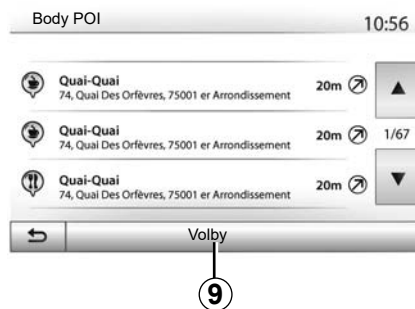 Body POI
10:56
Quai-Quai
74, Quai Des Orfèvres, 75001 er Arrondissement
20m
Quai-Quai
74, Quai Des Orfèvres, 75001 er Arrondissement
20m
1/67
Quai-Quai
74, Quai Des Orfèvres, 75001 er Arrondissement
20m
Volby
9